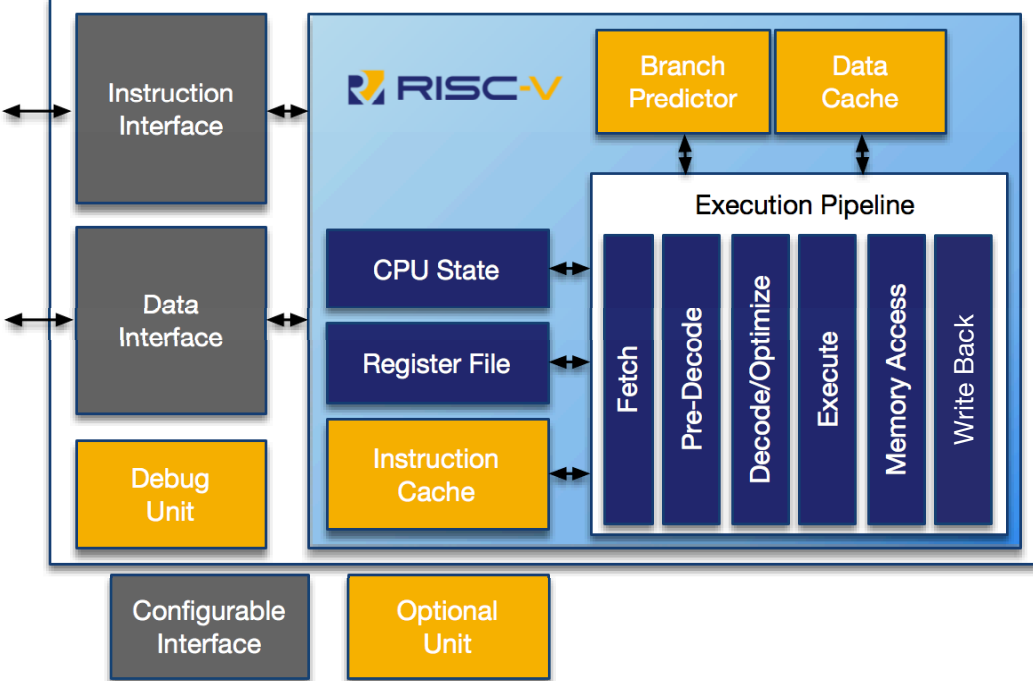 Instruction
Interface
RISC-V
Branch
Predictor
Data
Cache
Execution Pipeline
CPU State
Data
Interface
Register File
Fetch
Pre-Decode
Decode/Optimize
Execute
Memory Access
Write Back
Instruction
Cache
Debug
Unit
Configurable
Interface
Optional
Unit